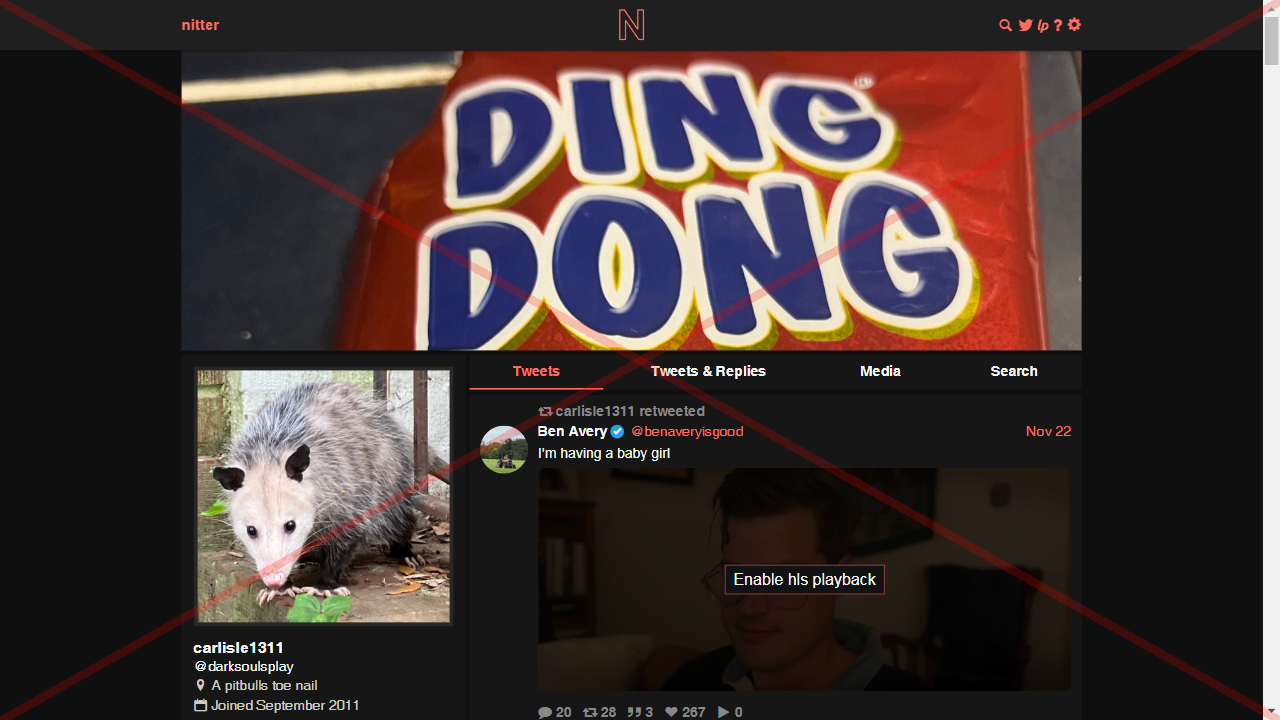 nitter
N
lp ?
DING
DONG
Tweets
Tweets & Replies
Media
Search
carlisle1311 retweeted
Ben Avery @benaveryisgood
Nov 22
I'm having a baby girl
Enable hls playback
20 28 3 267 0
carlisle1311
@darksoulsplay
A pitbulls toe nail
Joined September 2011